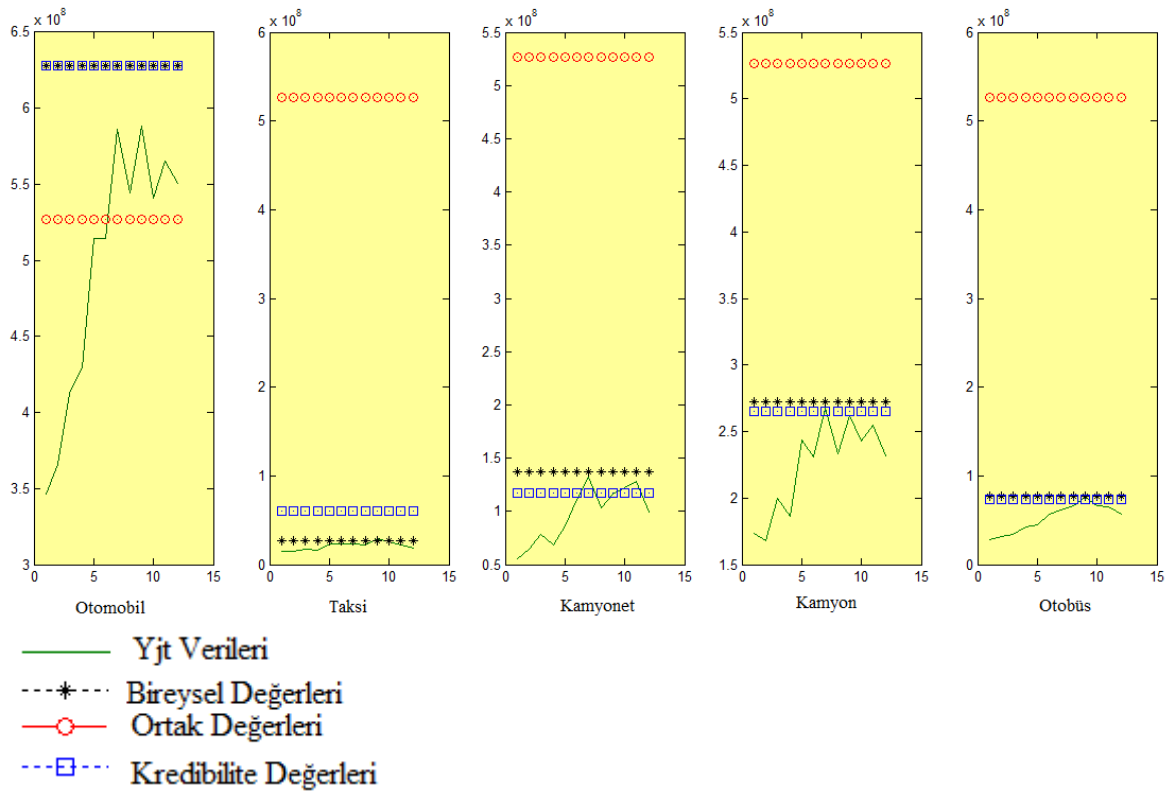 x 10^8
6.5
6
5.5
5
4.5
4
3.5
3
0 5 10 15
Otomobil
x 10^8
6
5
4
3
2
1
0
0 5 10 15
Taksi
x 10^8
5.5
5
4.5
4
3.5
3
2.5
2
1.5
1
0.5
0 5 10 15
Kamyonet
x 10^8
5.5
5
4.5
4
3.5
3
2.5
2
1.5
0 5 10 15
Kamyon
x 10^8
6
5
4
3
2
1
0
0 5 10 15
Otobüs
Yjt Verileri
Bireysel Değerleri
Ortak Değerleri
Kredibilite Değerleri